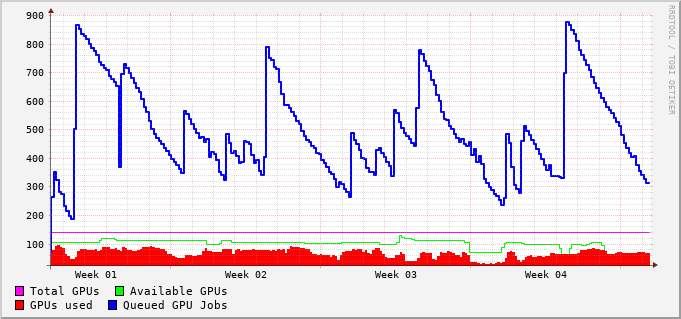 900
800
700
600
500
400
300
200
100
Week 01 Week 02 Week 03 Week 04
Total GPUs Available GPUs
GPUs used Queued GPU Jobs
RRDTOOL / TOBI OETIKER